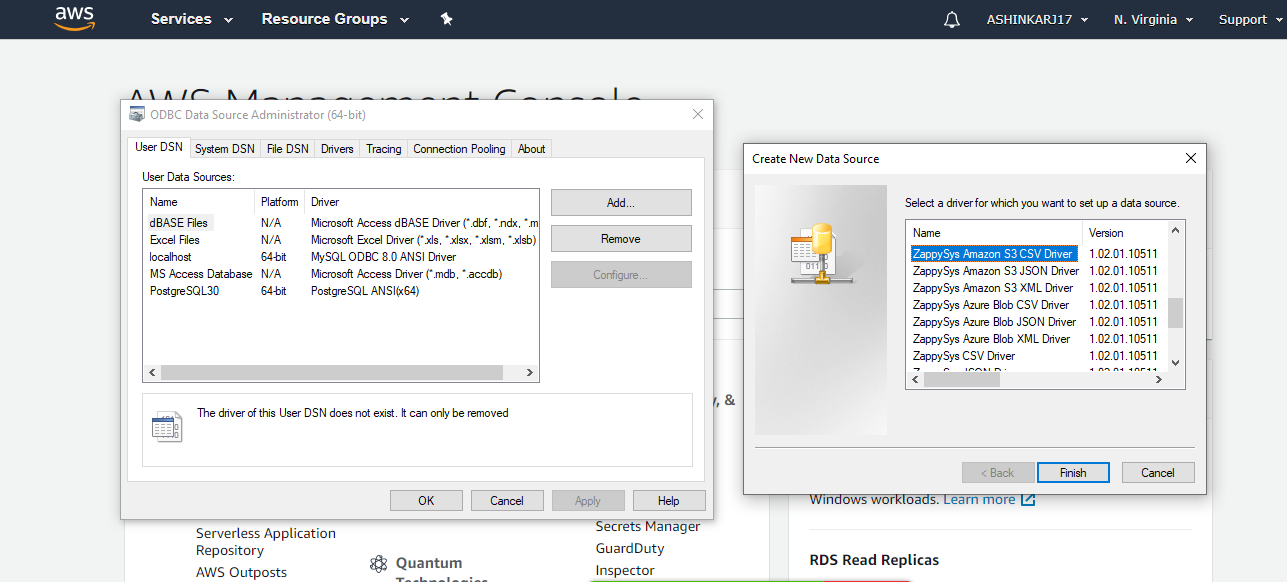 aws
Services
Resource Groups
ASHINKARJ17
N. Virginia
Support
AWS Management Console
ODBC Data Source Administrator (64-bit)
User DSN
System DSN
File DSN
Drivers
Tracing
Connection Pooling
About
User Data Sources:
Name Platform Driver
dBASE Files N/A Microsoft Access dBASE Driver (*.dbf, *.ndx, *.m
Excel Files N/A Microsoft Excel Driver (*.xls, *.xlsx, *.xlsm, *.xlsb)
localhost 64-bit MySQL ODBC 8.0 ANSI Driver
MS Access Database N/A Microsoft Access Driver (*.mdb, *.accdb)
PostgreSQL30 64-bit PostgreSQL ANSI(x64)
Add...
Remove
Configure...
The driver of this User DSN does not exist. It can only be removed
OK
Cancel
Apply
Help
Create New Data Source
Select a driver for which you want to set up a data source.
Name Version
ZappySys Amazon S3 CSV Driver 1.02.01.10511
ZappySys Amazon S3 JSON Driver 1.02.01.10511
ZappySys Amazon S3 XML Driver 1.02.01.10511
ZappySys Azure Blob CSV Driver 1.02.01.10511
ZappySys Azure Blob JSON Driver 1.02.01.10511
ZappySys Azure Blob XML Driver 1.02.01.10511
ZappySys CSV Driver 1.02.01.10511
< Back
Finish
Cancel
y, &
Serverless Application
Repository
AWS Outposts
Quantum
Technologies
Secrets Manager
GuardDuty
Inspector
Windows workloads. Learn more
RDS Read Replicas